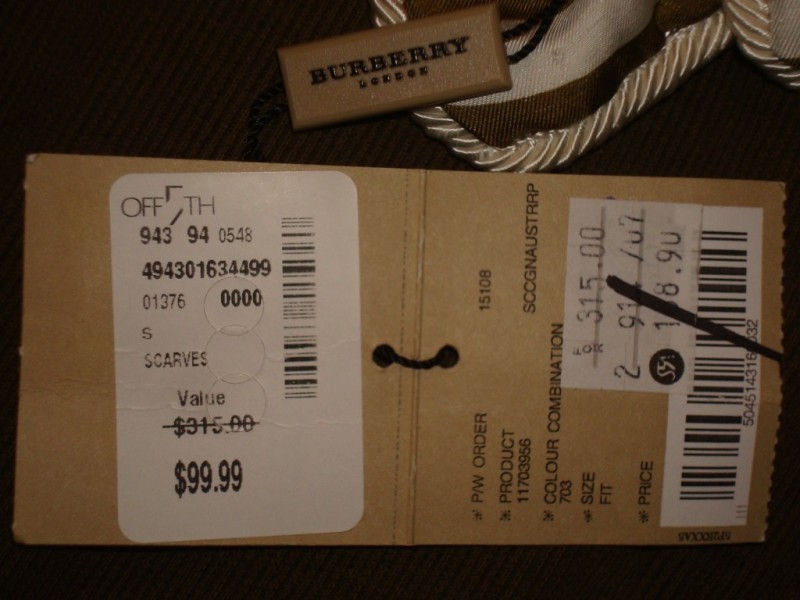 BURBERRY
LONDON
OFF 5TH
943 94 0548
494301634499
01376 0000
S
SCARVES
Value
$315.00
$99.99
15108
SCCGNAUSTRRP
P/W ORDER
PRODUCT
11703956
COLOUR COMBINATION
703
SIZE
FIT
PRICE
FOR 315.00